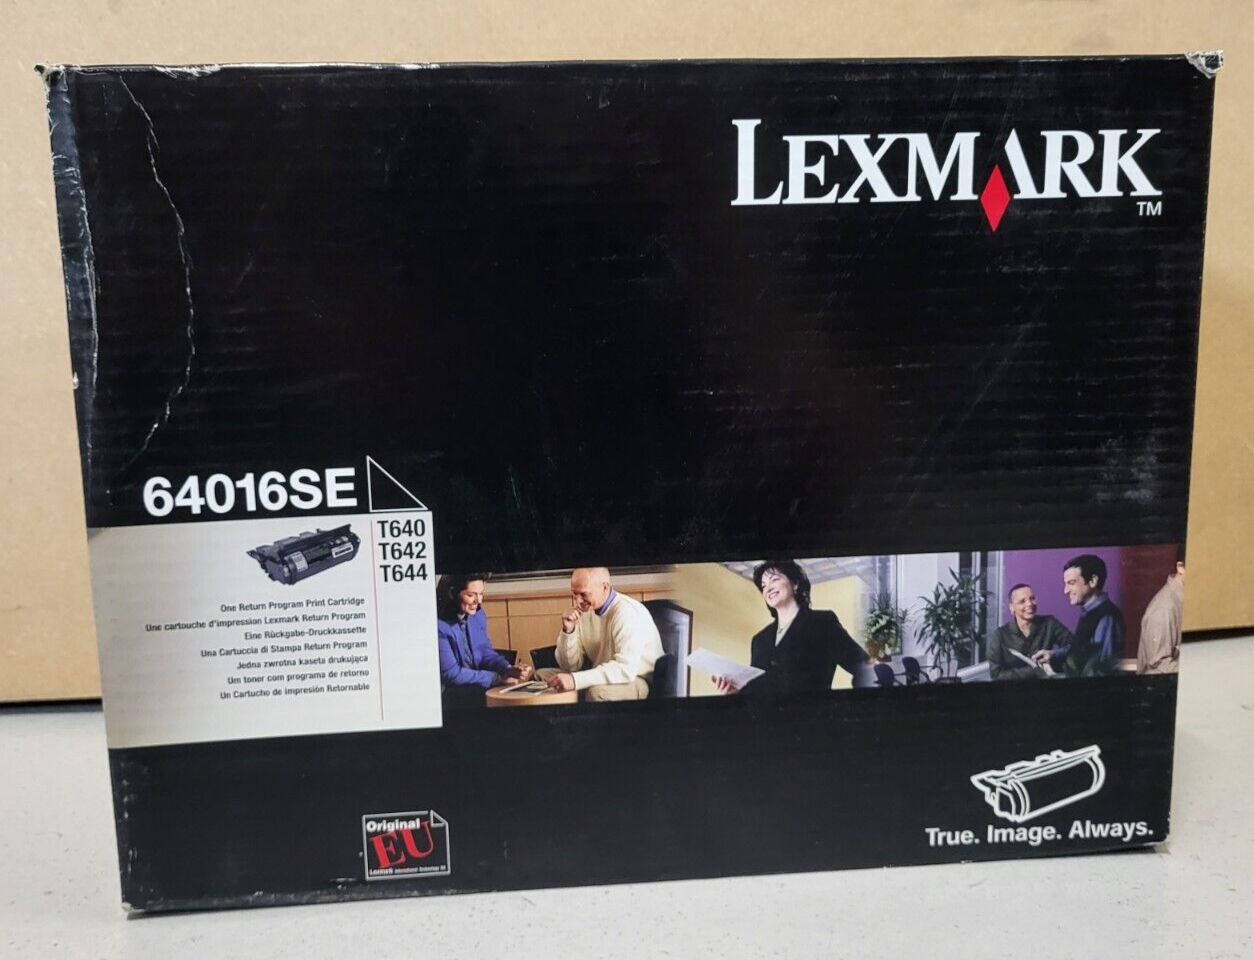 LEXMARK
TM
64016SE
T640
T642
T644
One Return Program Print Cartridge
Une cartouche d'impression Lexmark Return Program
Eine Rückgabe-Druckkassette
Una Cartuccia di Stampa Return Program
Jedna zwrotna kaseta drukująca
Um toner com programa de retorno
Un Cartucho de impresión Retornable
Original
EU
True. Image. Always.